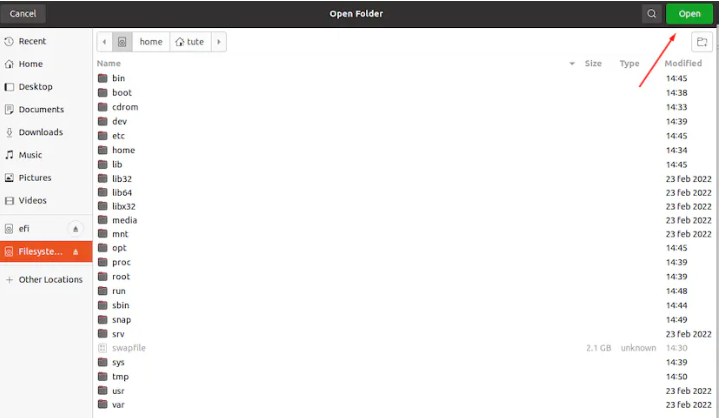 Cancel Open Folder Open
Recent
Home
Desktop
Documents
Downloads
Music
Pictures
Videos
efi
Filesyste...
Other Locations
home tute
Name Size Type Modified
bin 14:45
boot 14:38
cdrom 14:33
dev 14:39
etc 14:45
home 14:34
lib 14:45
lib32 23 feb 2022
lib64 23 feb 2022
libx32 23 feb 2022
media 23 feb 2022
mnt 23 feb 2022
opt 14:45
proc 14:39
root 14:39
run 14:48
sbin 14:44
snap 14:49
srv 23 feb 2022
swapfile 2.1 GB unknown 14:30
sys 14:39
tmp 14:50
usr 23 feb 2022
var 23 feb 2022